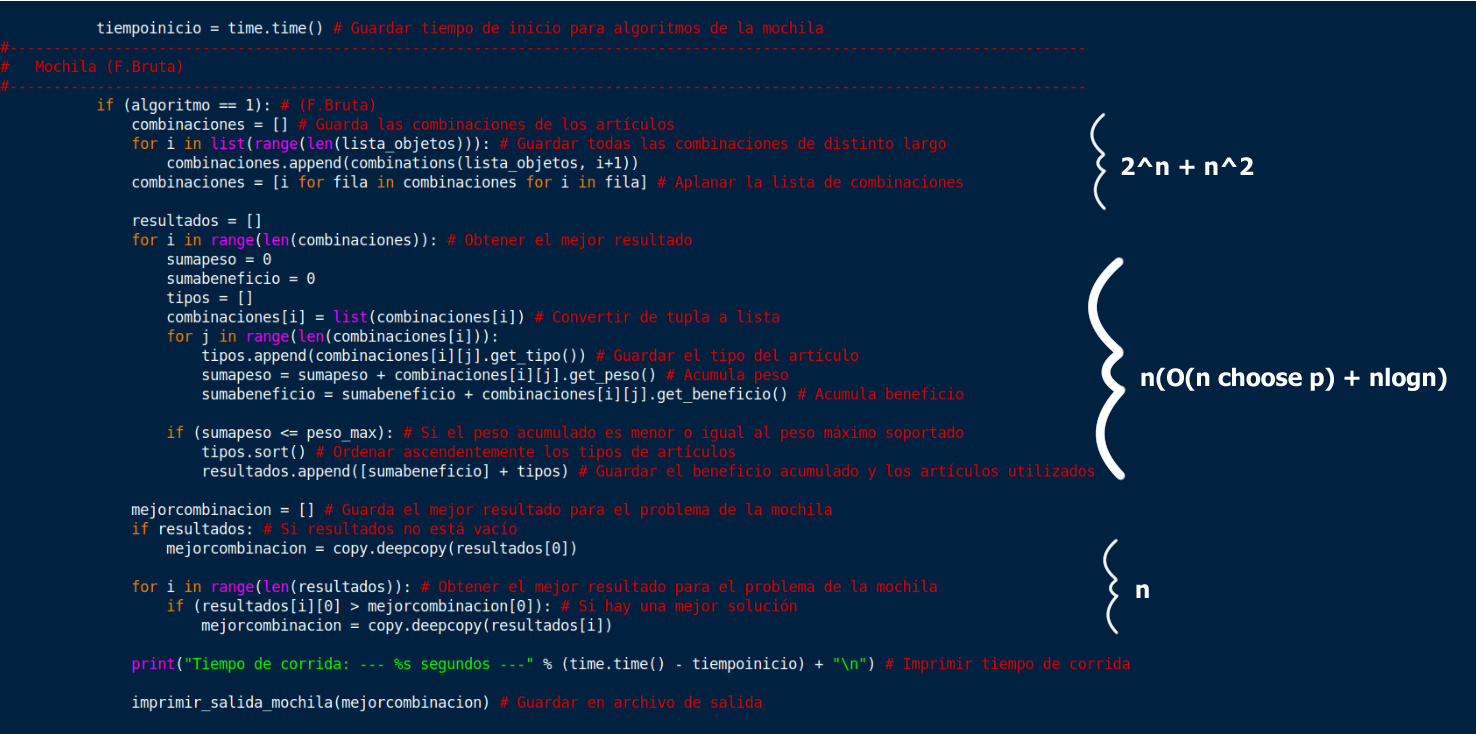 tiempoinicio = time.time() # Guardar tiempo de inicio para algoritmos de la mochila
#---------------------------------------------------------------------------------------------------------------------------
#   Mochila (F.Bruta)
#---------------------------------------------------------------------------------------------------------------------------
if (algoritmo == 1): # (F.Bruta)
combinaciones = [] # Guarda las combinaciones de los artículos
for i in list(range(len(lista_objetos))): # Guardar todas las combinaciones de distinto largo
combinaciones.append(combinations(lista_objetos, i+1))
combinaciones = [i for fila in combinaciones for i in fila] # Aplanar la lista de combinaciones
2^n + n^2
resultados = []
for i in range(len(combinaciones)): # Obtener el mejor resultado
sumapeso = 0
sumabeneficio = 0
tipos = []
combinaciones[i] = list(combinaciones[i]) # Convertir de tupla a lista
for j in range(len(combinaciones[i])):
tipos.append(combinaciones[i][j].get_tipo()) # Guardar el tipo del artículo
sumapeso = sumapeso + combinaciones[i][j].get_peso() # Acumula peso
sumabeneficio = sumabeneficio + combinaciones[i][j].get_beneficio() # Acumula beneficio
n(O(n choose p) + nlogn)
if (sumapeso <= peso_max): # Si el peso acumulado es menor o igual al peso máximo soportado
tipos.sort() # Ordenar ascendentemente los tipos de artículos
resultados.append([sumabeneficio] + tipos) # Guardar el beneficio acumulado y los artículos utilizados
mejorcombinacion = [] # Guarda el mejor resultado para el problema de la mochila
if resultados: # Si resultados no está vacío
mejorcombinacion = copy.deepcopy(resultados[0])
for i in range(len(resultados)): # Obtener el mejor resultado para el problema de la mochila
if (resultados[i][0] > mejorcombinacion[0]): # Si hay una mejor solución
mejorcombinacion = copy.deepcopy(resultados[i])
n
print("Tiempo de corrida: --- %s segundos ---" % (time.time() - tiempoinicio) + "\n") # Imprimir tiempo de corrida
imprimir_salida_mochila(mejorcombinacion) # Guardar en archivo de salida